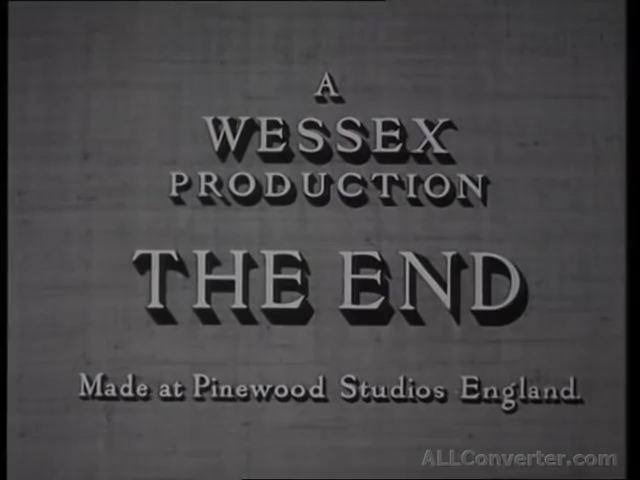 A
WESSEX
PRODUCTION
THE END
Made at Pinewood Studios England.
ALLConverter.com